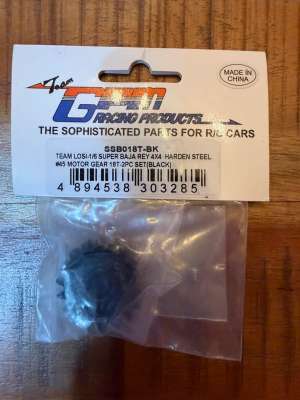 Team
GPM
RACING PRODUCTS
MADE IN
CHINA
THE SOPHISTICATED PARTS FOR R/C CARS
SSB018T-BK
TEAM LOSI-1/6 SUPER BAJA REY 4X4 HARDEN STEEL
#45 MOTOR GEAR 18T-2PC SET(BLACK)
4 894538 303285